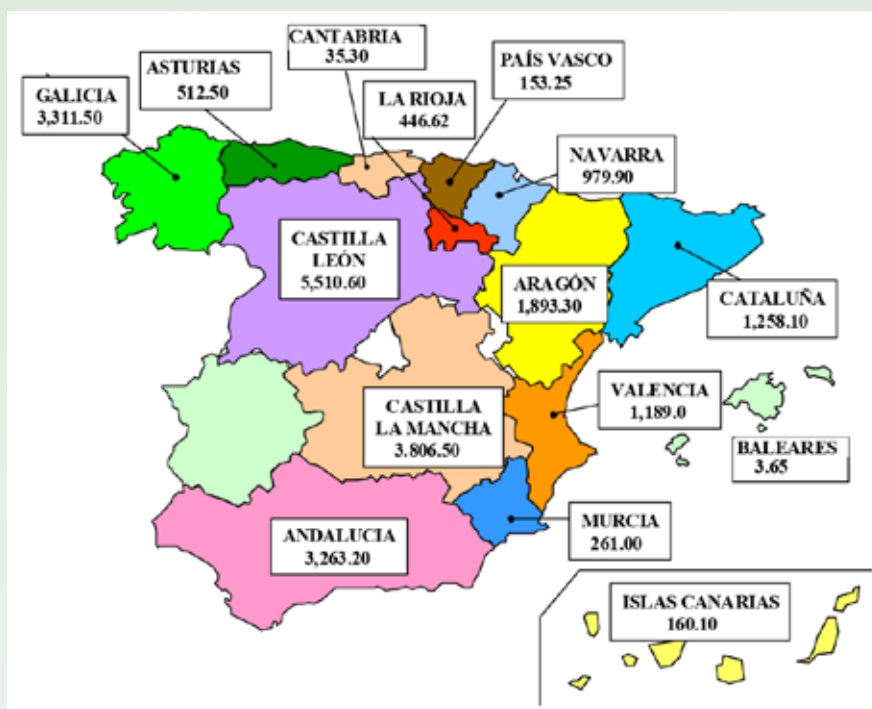 CANTABRIA
35.30
ASTURIAS
512.50
PAÍS VASCO
153.25
GALICIA
3,311.50
LA RIOJA
446.62
NAVARRA
979.90
CASTILLA
LEÓN
5,510.60
ARAGÓN
1,893.30
CATALUÑA
1,258.10
CASTILLA
LA MANCHA
3.806.50
VALENCIA
1,189.0
BALEARES
3.65
ANDALUCIA
3,263.20
MURCIA
261.00
ISLAS CANARIAS
160.10